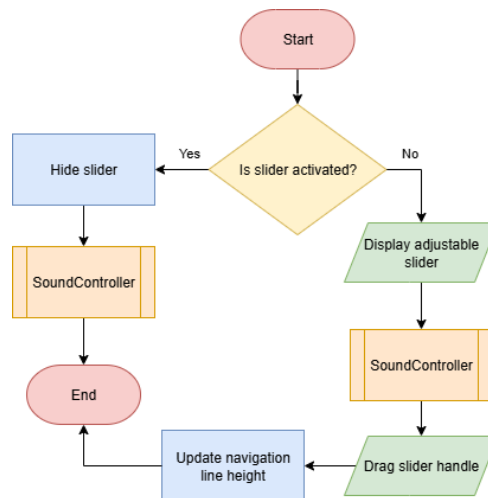 Start
Is slider activated?
Yes
No
Hide slider
Display adjustable
slider
SoundController
SoundController
End
Update navigation
line height
Drag slider handle